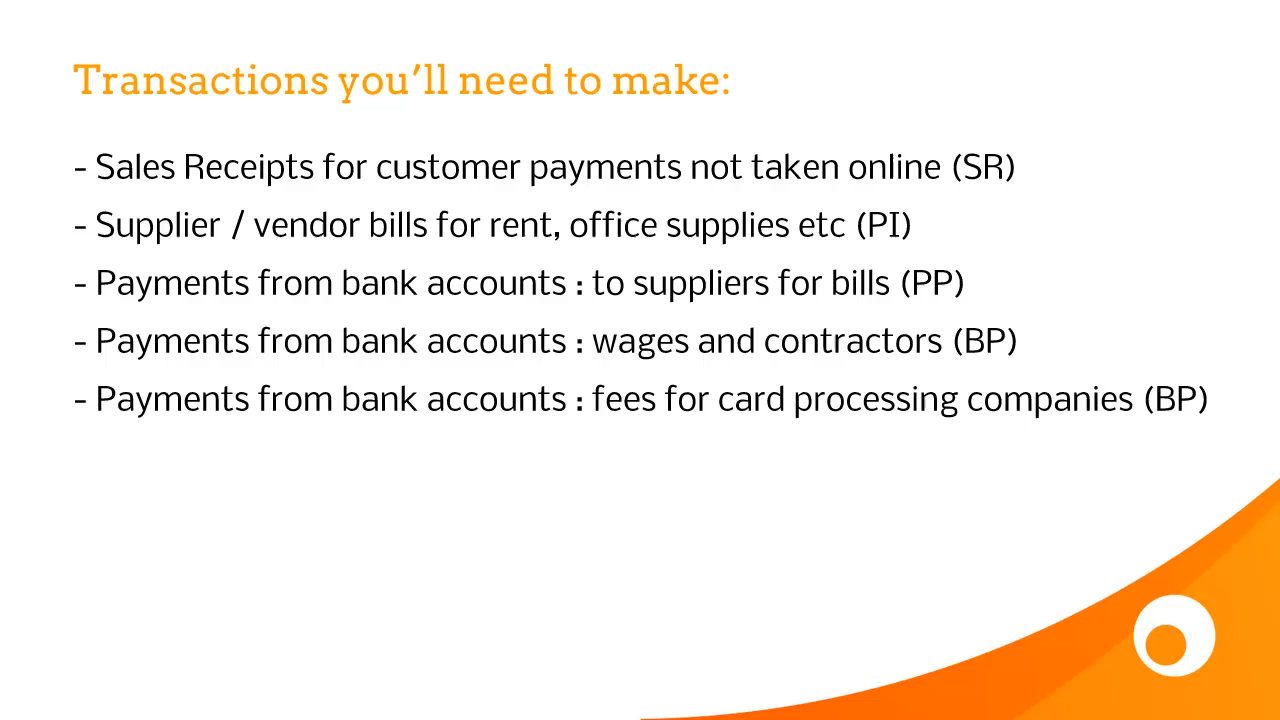 Transactions you’ll need to make:
- Sales Receipts for customer payments not taken online (SR)
- Supplier / vendor bills for rent, office supplies etc (PI)
- Payments from bank accounts : to suppliers for bills (PP)
- Payments from bank accounts : wages and contractors (BP)
- Payments from bank accounts : fees for card processing companies (BP)